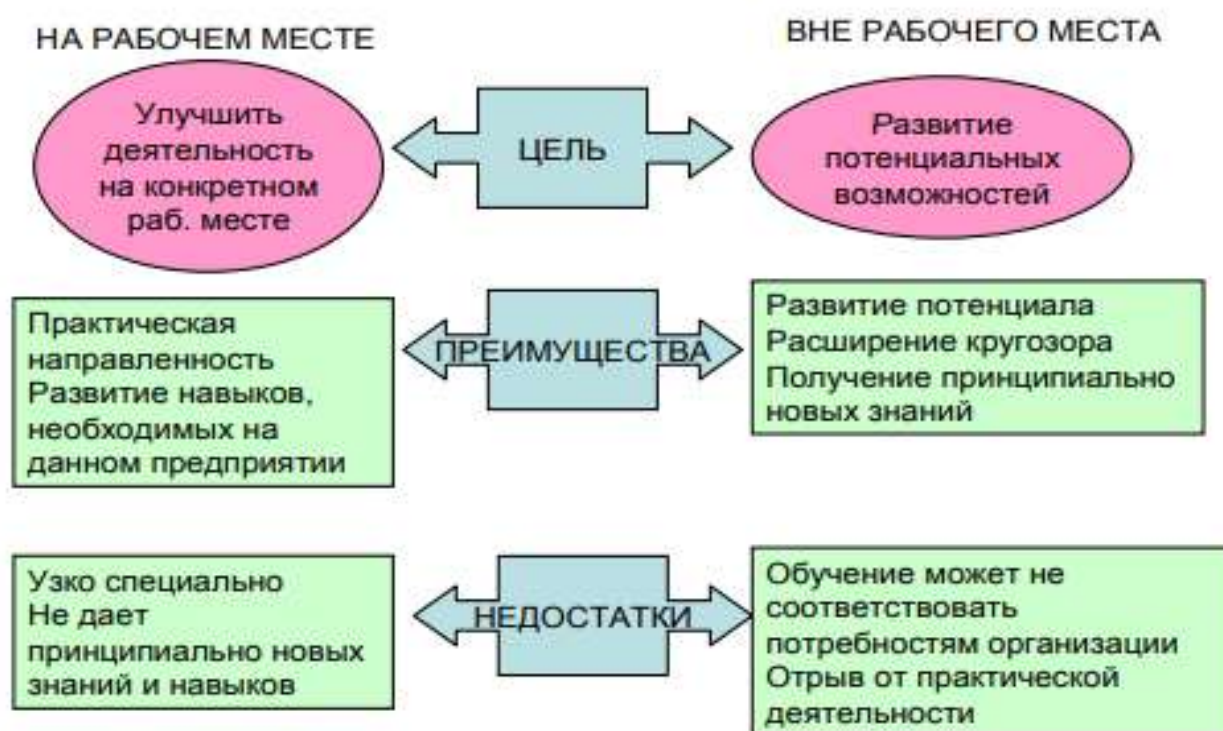 НА РАБОЧЕМ МЕСТЕ
ВНЕ РАБОЧЕГО МЕСТА
Улучшить
деятельность
на конкретном
раб. месте
ЦЕЛЬ
Развитие
потенциальных
возможностей
Практическая
направленность
Развитие навыков,
необходимых на
данном предприятии
ПРЕИМУЩЕСТВА
Развитие потенциала
Расширение кругозора
Получение принципиально
новых знаний
Узко специально
Не дает
принципиально новых
знаний и навыков
НЕДОСТАТКИ
Обучение может не
соответствовать
потребностям организации
Отрыв от практической
деятельности